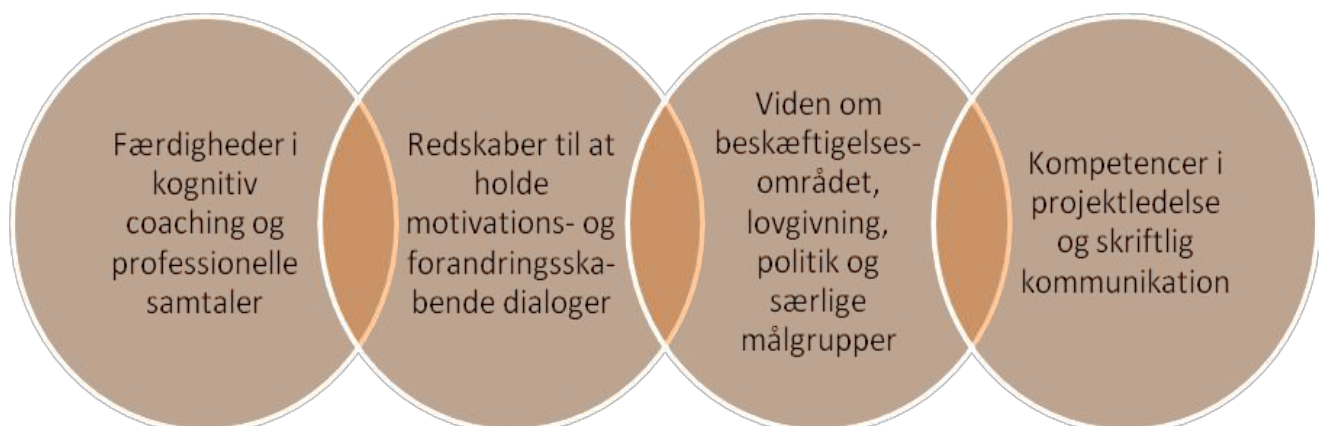 Færdigheder i
kognitiv
coaching og
professionelle
samtaler
Redskaber til at
holde
motivations- og
forandringsska-
bende dialoger
Viden om
beskæftigelses-
området,
lovgivning,
politik og
særlige
målgrupper
Kompetencer i
projektledelse
og skriftlig
kommunikation